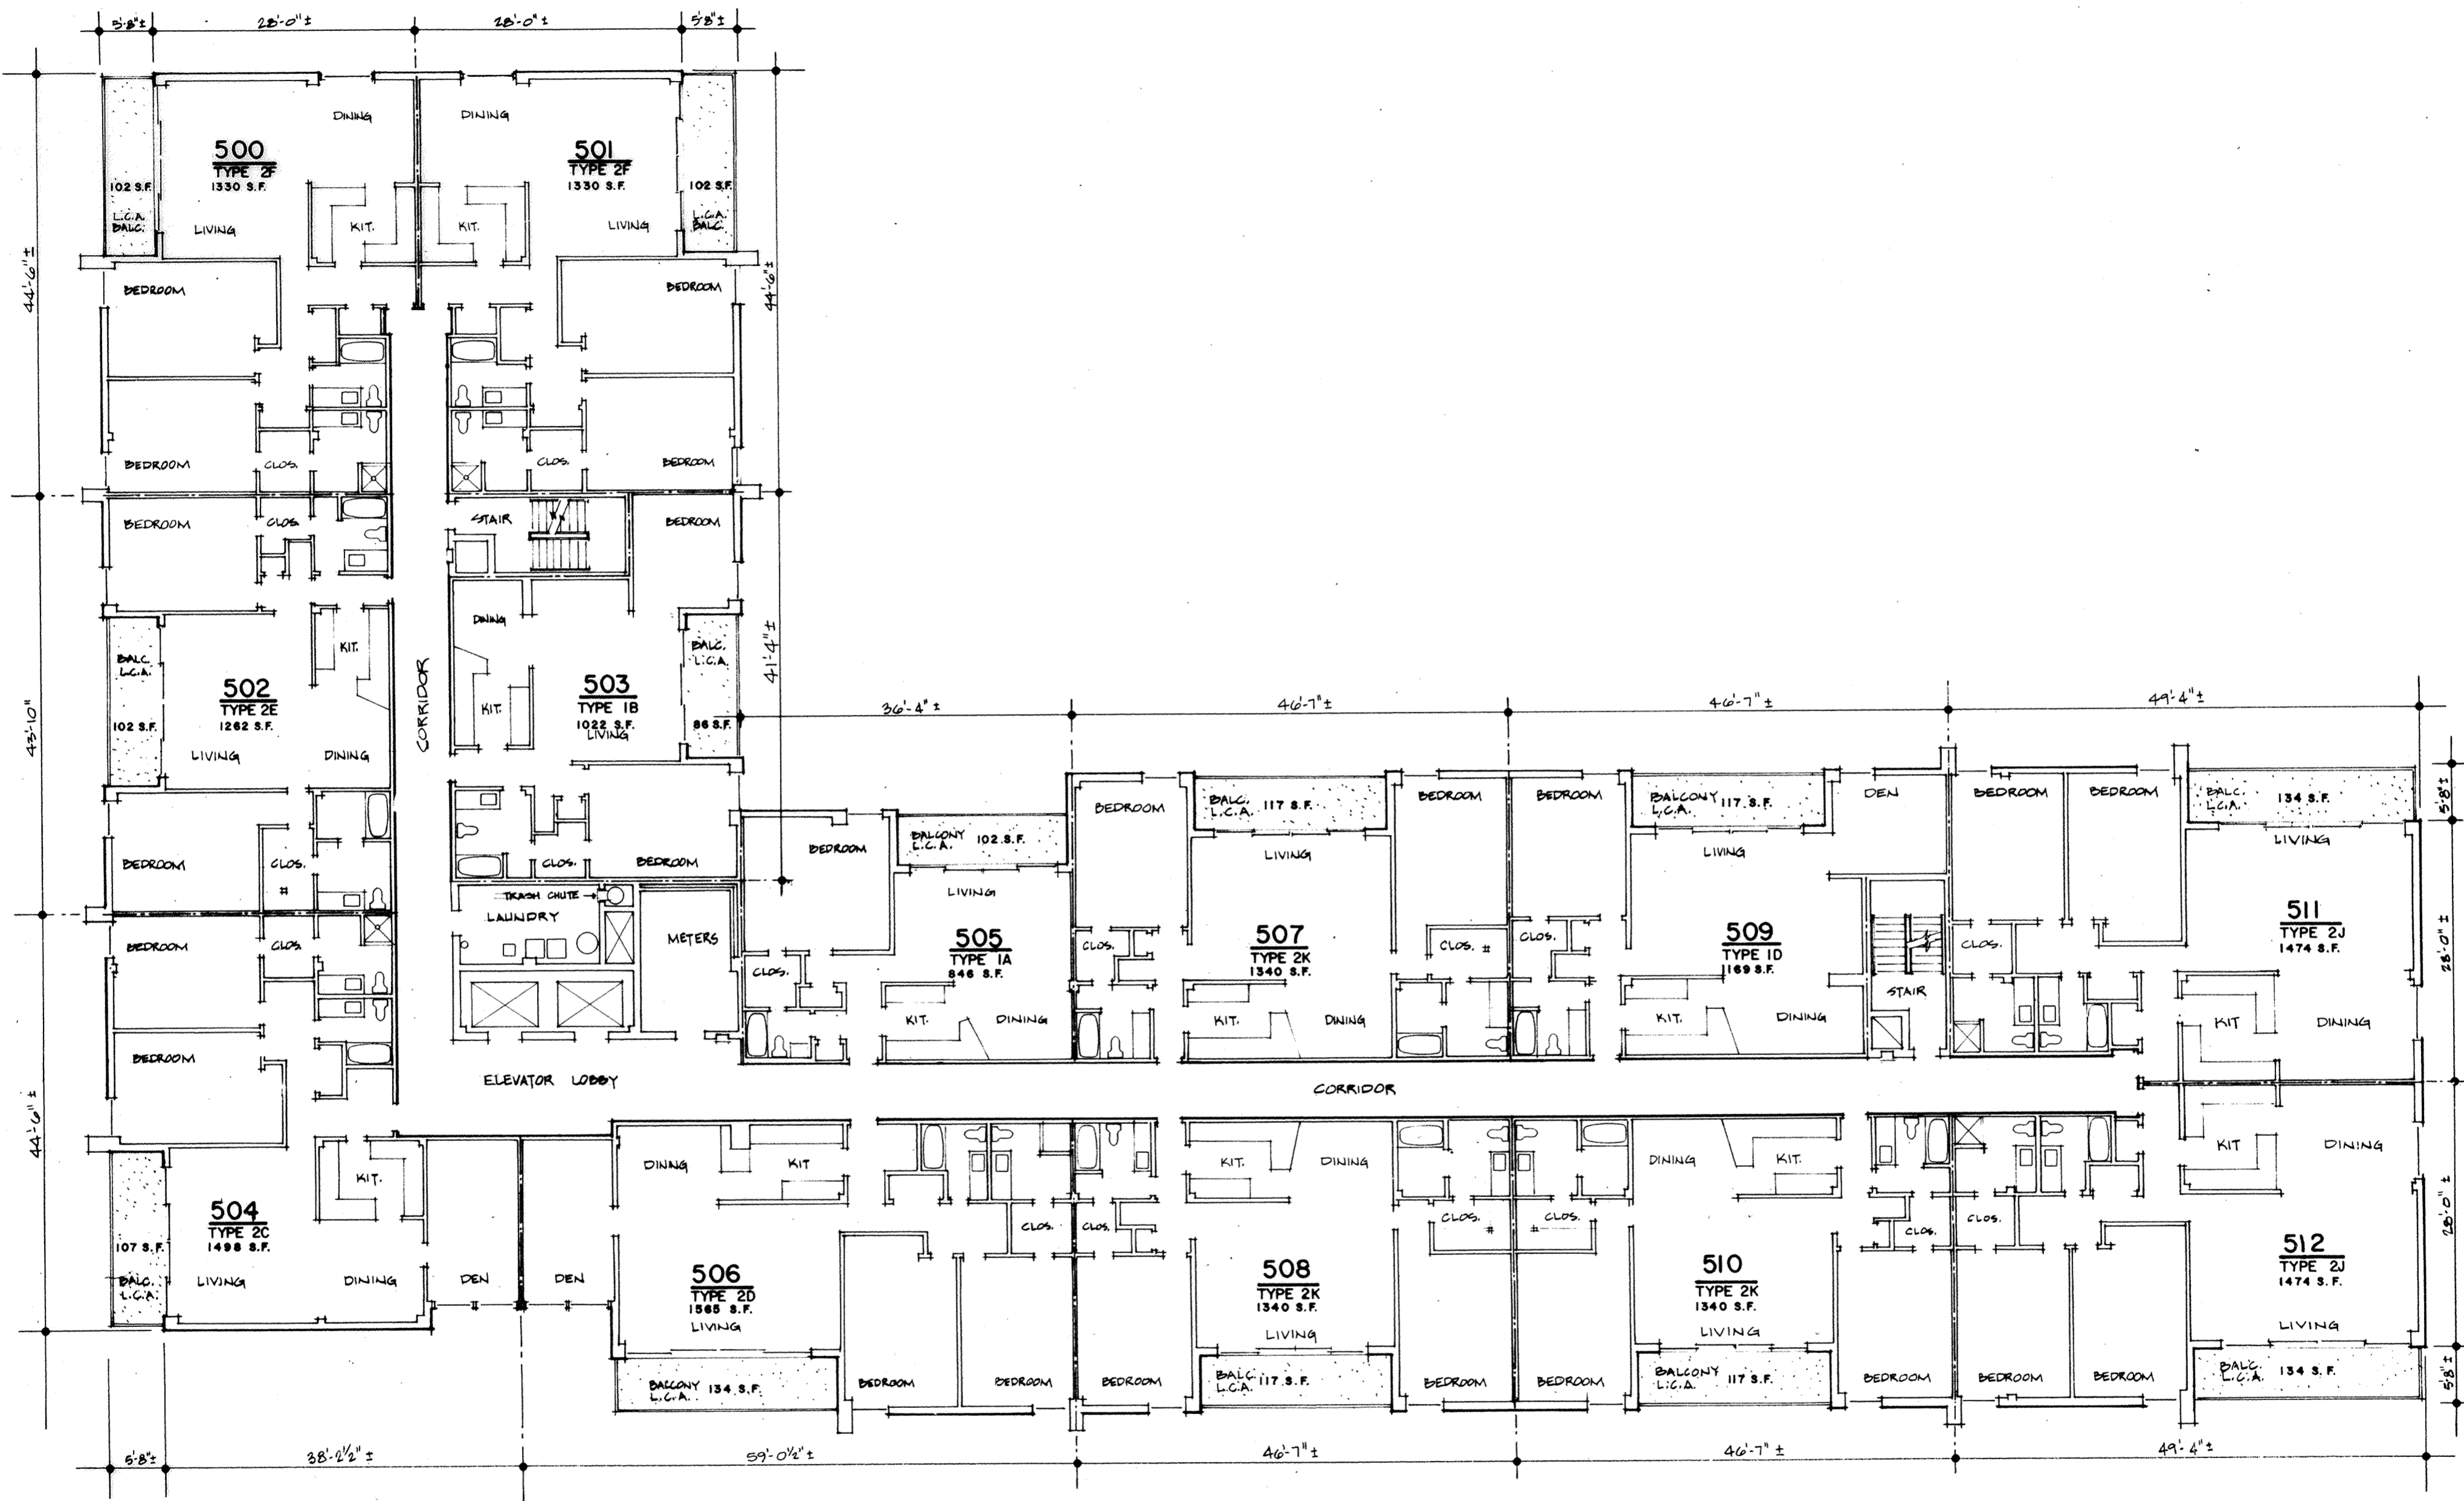 5'-8"±
28'-0"±
28'-0"±
5'-8"±
44'-6"±
43'-10"
44'-6"±
44'-6"±
41'-4"±
DINING
500
TYPE 2F
1330 S.F.
102 S.F.
L.C.A.
BALC.
LIVING
KIT.
BEDROOM
BEDROOM
CLOS.
DINING
501
TYPE 2F
1330 S.F.
102 S.F.
L.C.A.
BALC.
LIVING
KIT.
BEDROOM
BEDROOM
CLOS.
BEDROOM
CLOS.
KIT.
BALC.
L.C.A.
102 S.F.
502
TYPE 2E
1262 S.F.
LIVING
DINING
BEDROOM
CLOS.
#
CORRIDOR
STAIR
BEDROOM
DINING
KIT.
503
TYPE 1B
1022 S.F.
LIVING
BALC.
L.C.A.
86 S.F.
CLOS.
BEDROOM
TRASH CHUTE
LAUNDRY
METERS
ELEVATOR LOBBY
BEDROOM
CLOS.
BEDROOM
KIT.
504
TYPE 2C
1498 S.F.
107 S.F.
BALC.
L.C.A.
LIVING
DINING
DEN
36'-4"±
46'-7"±
46'-7"±
49'-4"±
BEDROOM
BALCONY
L.C.A.
102 S.F.
LIVING
505
TYPE 1A
846 S.F.
CLOS.
KIT.
DINING
BEDROOM
BALC.
L.C.A.
117 S.F.
BEDROOM
LIVING
507
TYPE 2K
1340 S.F.
CLOS.
CLOS. #
KIT.
DINING
BEDROOM
BALCONY
L.C.A.
117 S.F.
DEN
LIVING
509
TYPE 1D
1169 S.F.
CLOS.
KIT.
DINING
STAIR
BEDROOM
BEDROOM
BALC.
L.C.A.
134 S.F.
LIVING
511
TYPE 2J
1474 S.F.
CLOS.
KIT
DINING
5'-8"±
28'-0"±
28'-0"±
5'-8"±
CORRIDOR
DEN
DINING
KIT
506
TYPE 2D
1565 S.F.
LIVING
BALCONY
L.C.A.
134 S.F.
CLOS.
BEDROOM
BEDROOM
KIT.
DINING
CLOS.
CLOS.
#
508
TYPE 2K
1340 S.F.
LIVING
BALC.
L.C.A.
117 S.F.
BEDROOM
BEDROOM
DINING
KIT.
CLOS.
#
CLOS.
510
TYPE 2K
1340 S.F.
LIVING
BALCONY
L.C.A.
117 S.F.
BEDROOM
BEDROOM
KIT
DINING
CLOS.
512
TYPE 2J
1474 S.F.
LIVING
BALC.
L.C.A.
134 S.F.
BEDROOM
BEDROOM
5'-8"±
38'-2½"±
59'-0½"±
46'-7"±
46'-7"±
49'-4"±